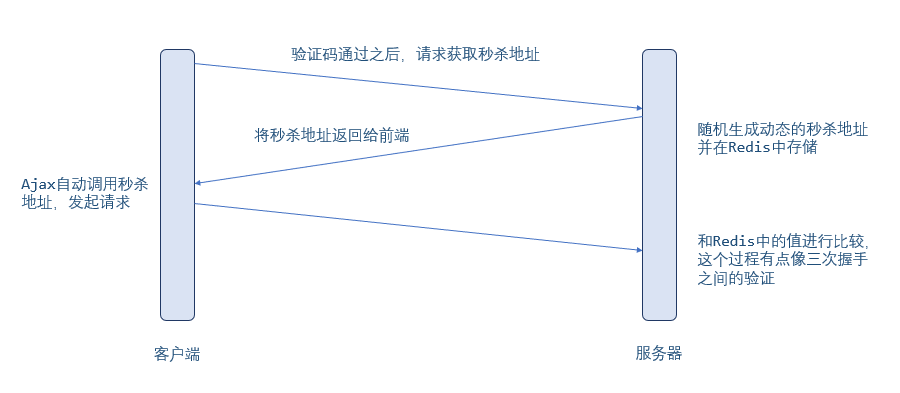 验证码通过之后，请求获取秒杀地址
将秒杀地址返回给前端
随机生成动态的秒杀地址
并在Redis中存储
Ajax自动调用秒杀
地址，发起请求
和Redis中的值进行比较，
这个过程有点像三次握手
之间的验证
客户端
服务器